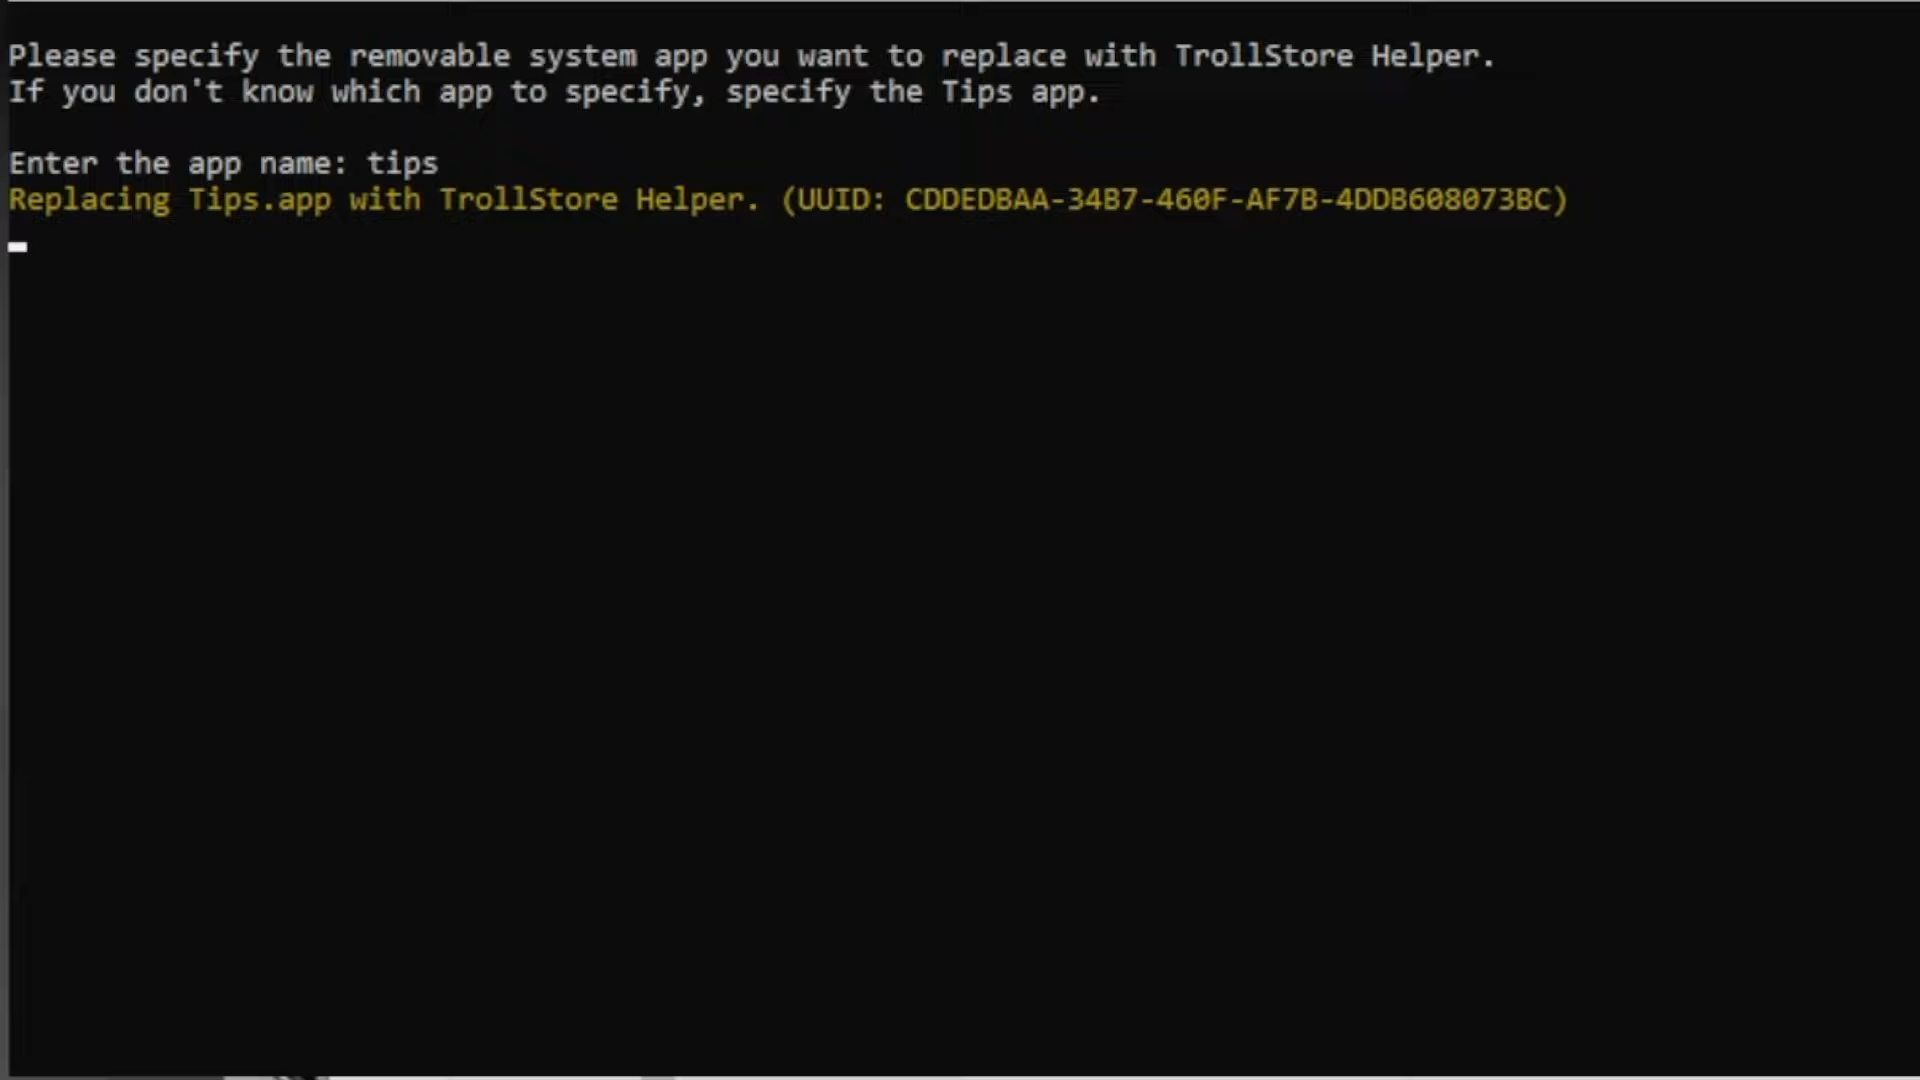 Please specify the removable system app you want to replace with TrollStore Helper.
If you don't know which app to specify, specify the Tips app.
Enter the app name: tips
Replacing Tips.app with TrollStore Helper. (UUID: CDDEDBAA-34B7-460F-AF7B-4DDB608073BC)